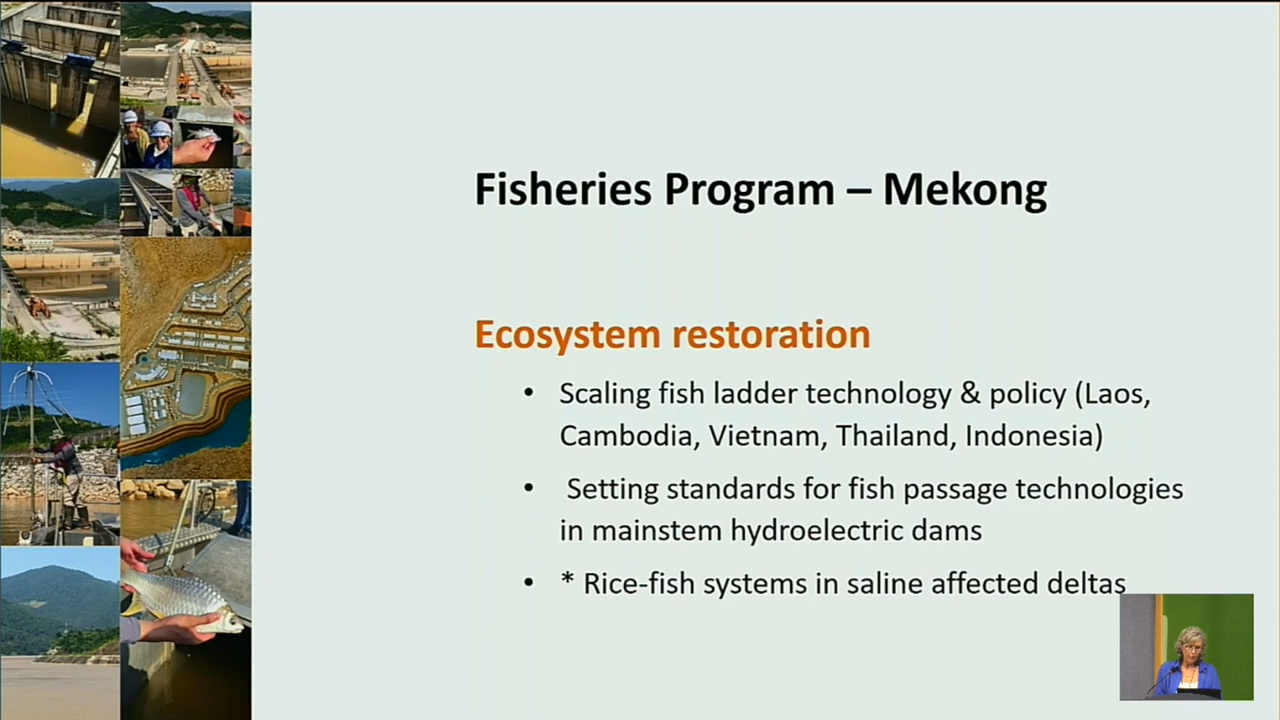 Fisheries Program – Mekong
Ecosystem restoration
• Scaling fish ladder technology & policy (Laos,
Cambodia, Vietnam, Thailand, Indonesia)
• Setting standards for fish passage technologies
in mainstem hydroelectric dams
• * Rice-fish systems in saline affected deltas